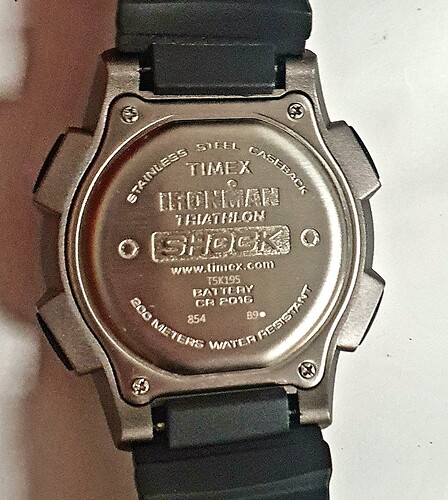 STAINLESS STEEL CASEBACK
TIMEX
IRONMAN
TRIATHLON
SHOCK
www.timex.com
T5K195
BATTERY
CR 2016
854 B9
200 METERS WATER RESISTANT